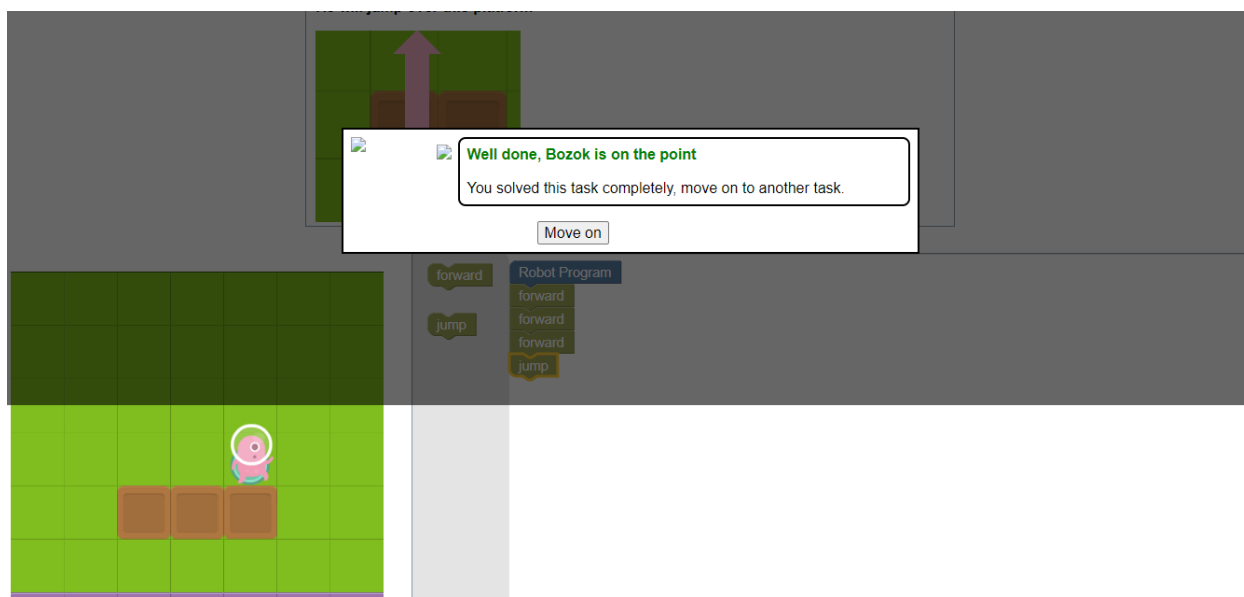 Well done, Bozok is on the point
You solved this task completely, move on to another task.
Move on
forward
jump
Robot Program
forward
forward
forward
jump